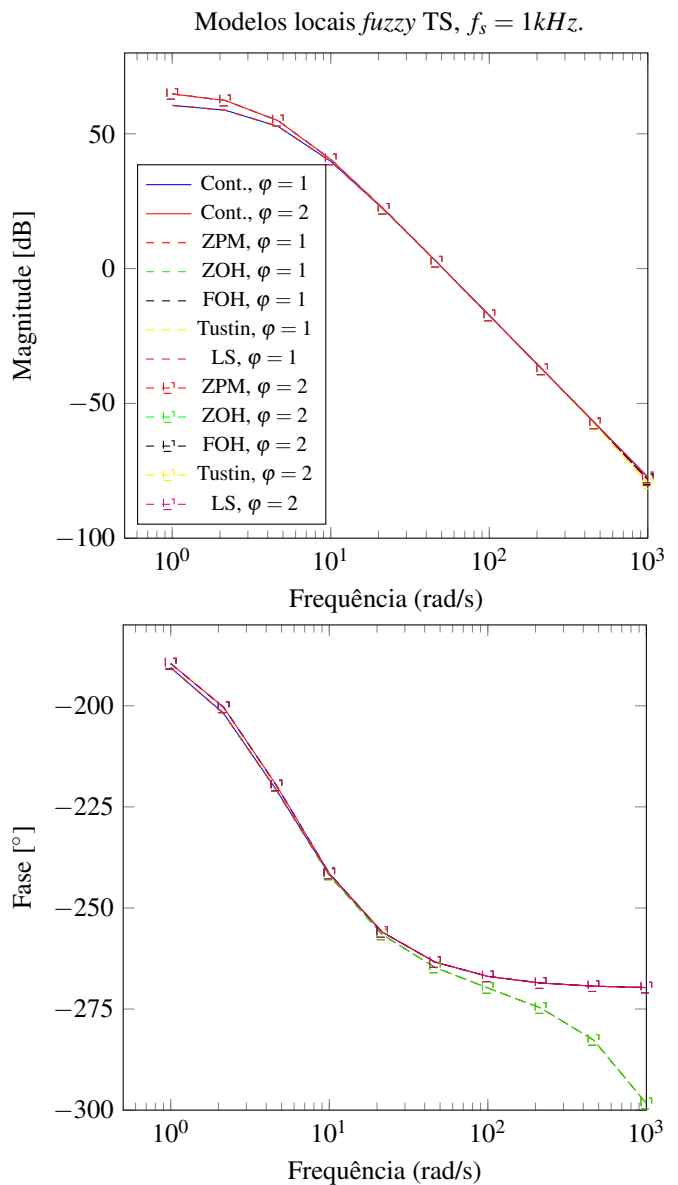 Modelos locais fuzzy TS, f_s = 1kHz.
50
0
−50
−100
Magnitude [dB]
Cont., φ = 1
Cont., φ = 2
ZPM, φ = 1
ZOH, φ = 1
FOH, φ = 1
Tustin, φ = 1
LS, φ = 1
ZPM, φ = 2
ZOH, φ = 2
FOH, φ = 2
Tustin, φ = 2
LS, φ = 2
10^0 10^1 10^2 10^3
Frequência (rad/s)
−200
−225
−250
−275
−300
Fase [°]
10^0 10^1 10^2 10^3
Frequência (rad/s)